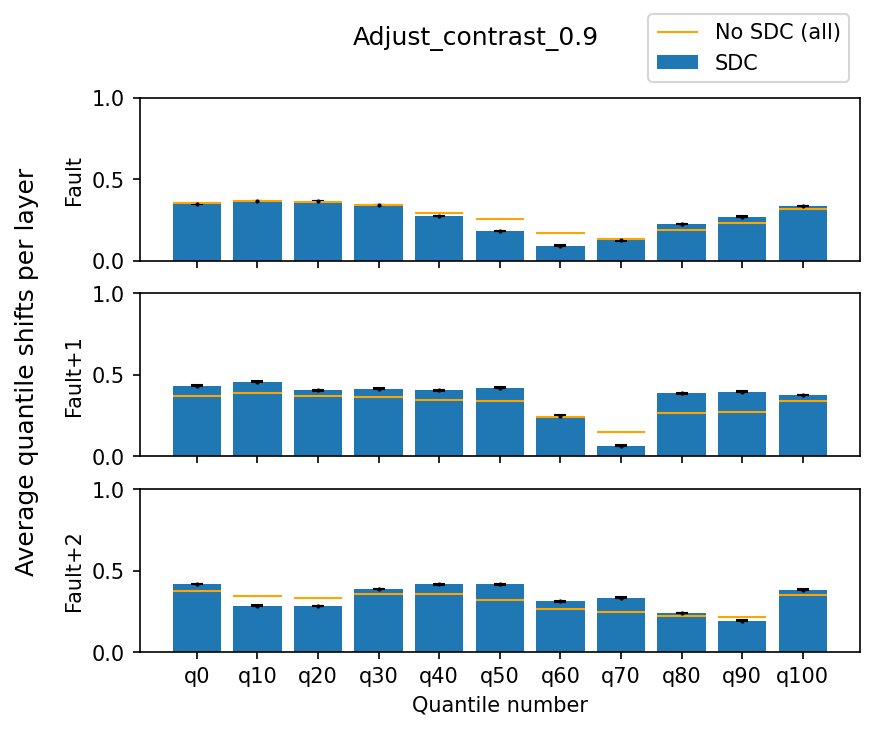 Adjust_contrast_0.9
No SDC (all)
SDC
Average quantile shifts per layer
Fault
1.0
0.5
0.0
Fault+1
1.0
0.5
0.0
Fault+2
1.0
0.5
0.0
q0 q10 q20 q30 q40 q50 q60 q70 q80 q90 q100
Quantile number